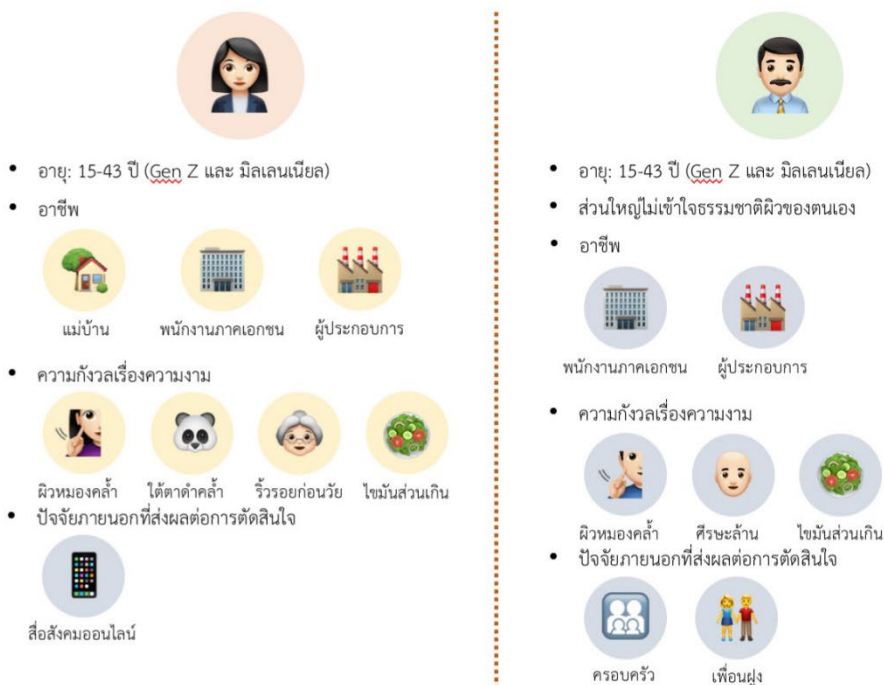 • อายุ: 15-43 ปี (Gen Z และ มิลเลนเนียล)
• อาชีพ
แม่บ้าน
พนักงานภาคเอกชน
ผู้ประกอบการ
• ความกังวลเรื่องความงาม
ผิวหมองคล้ำ
ใต้ตาดำคล้ำ
ริ้วรอยก่อนวัย
ไขมันส่วนเกิน
• ปัจจัยภายนอกที่ส่งผลต่อการตัดสินใจ
สื่อสังคมออนไลน์
• อายุ: 15-43 ปี (Gen Z และ มิลเลนเนียล)
• ส่วนใหญ่ไม่เข้าใจธรรมชาติผิวของตนเอง
• อาชีพ
พนักงานภาคเอกชน
ผู้ประกอบการ
• ความกังวลเรื่องความงาม
ผิวหมองคล้ำ
ศีรษะล้าน
ไขมันส่วนเกิน
• ปัจจัยภายนอกที่ส่งผลต่อการตัดสินใจ
ครอบครัว
เพื่อนฝูง